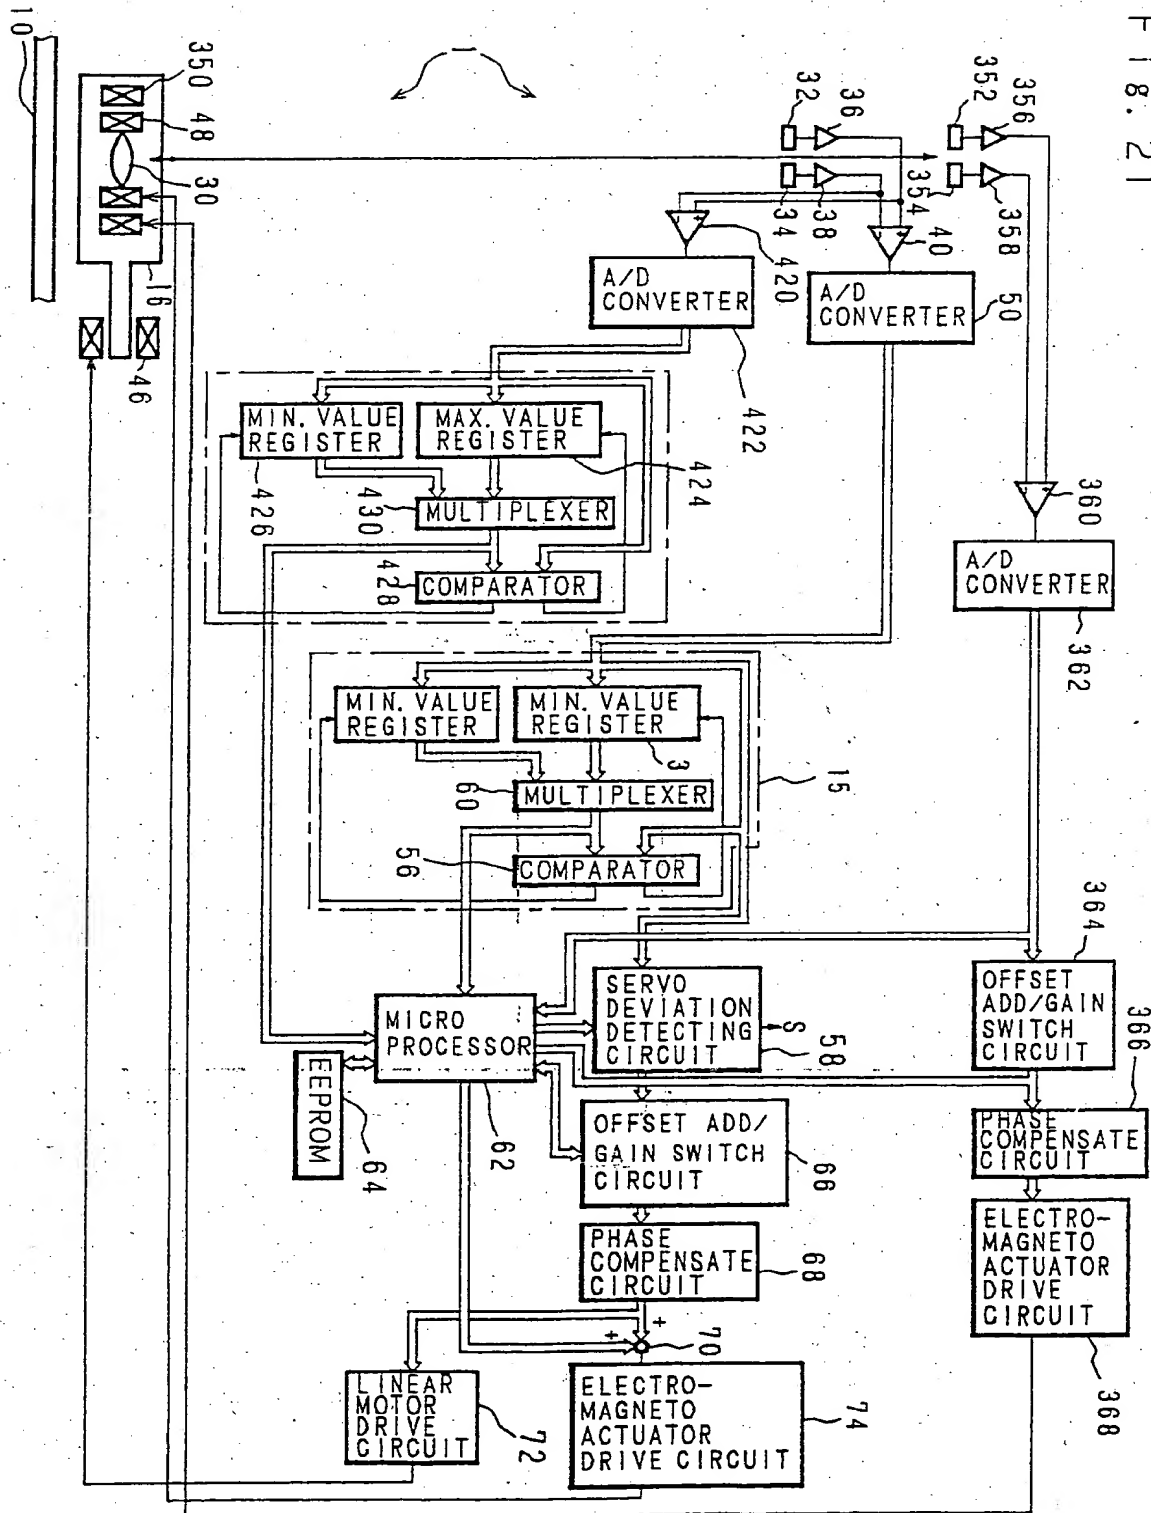 Fig. 21
10
350
48
30
16
46
1
32
36
34
38
352
356
354
358
40
420
A/D
CONVERTER
422
A/D
CONVERTER
50
360
A/D
CONVERTER
362
MIN. VALUE
REGISTER
426
MAX. VALUE
REGISTER
424
430
MULTIPLEXER
428
COMPARATOR
MIN. VALUE
REGISTER
MIN. VALUE
REGISTER
3
15
60
MULTIPLEXER
56
COMPARATOR
364
OFFSET
ADD/GAIN
SWITCH
CIRCUIT
366
SERVO
DEVIATION
DETECTING
CIRCUIT
S
58
MICRO
PROCESSOR
62
EEPROM
64
OFFSET ADD/
GAIN SWITCH
CIRCUIT
66
PHASE
COMPENSATE
CIRCUIT
PHASE
COMPENSATE
CIRCUIT
68
ELECTRO-
MAGNETO
ACTUATOR
DRIVE
CIRCUIT
368
+
+
70
LINEAR
MOTOR
DRIVE
CIRCUIT
72
ELECTRO-
MAGNETO
ACTUATOR
DRIVE CIRCUIT
74